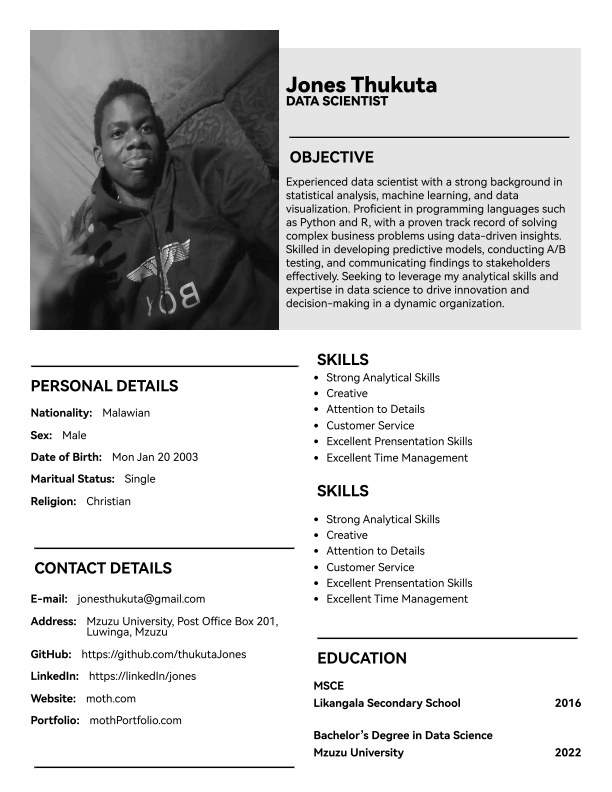 Jones Thukuta
DATA SCIENTIST
OBJECTIVE
Experienced data scientist with a strong background in
statistical analysis, machine learning, and data
visualization. Proficient in programming languages such
as Python and R, with a proven track record of solving
complex business problems using data-driven insights.
Skilled in developing predictive models, conducting A/B
testing, and communicating findings to stakeholders
effectively. Seeking to leverage my analytical skills and
expertise in data science to drive innovation and
decision-making in a dynamic organization.
BOY
PERSONAL DETAILS
Nationality: Malawian
Sex: Male
Date of Birth: Mon Jan 20 2003
Maritual Status: Single
Religion: Christian
CONTACT DETAILS
E-mail: jonesthukuta@gmail.com
Address: Mzuzu University, Post Office Box 201,
Luwinga, Mzuzu
GitHub: https://github.com/thukutaJones
LinkedIn: https://linkedin/jones
Website: moth.com
Portfolio: mothPortfolio.com
SKILLS
Strong Analytical Skills
Creative
Attention to Details
Customer Service
Excellent Prensentation Skills
Excellent Time Management
SKILLS
Strong Analytical Skills
Creative
Attention to Details
Customer Service
Excellent Prensentation Skills
Excellent Time Management
EDUCATION
MSCE
Likangala Secondary School 2016
Bachelor's Degree in Data Science
Mzuzu University 2022